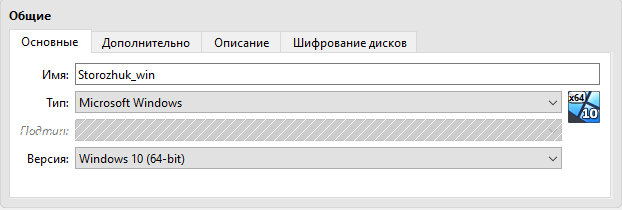 Общие
Основные Дополнительно Описание Шифрование дисков
Имя: Storozhuk_win
Тип: Microsoft Windows x64
Подтип: 10
Версия: Windows 10 (64-bit)